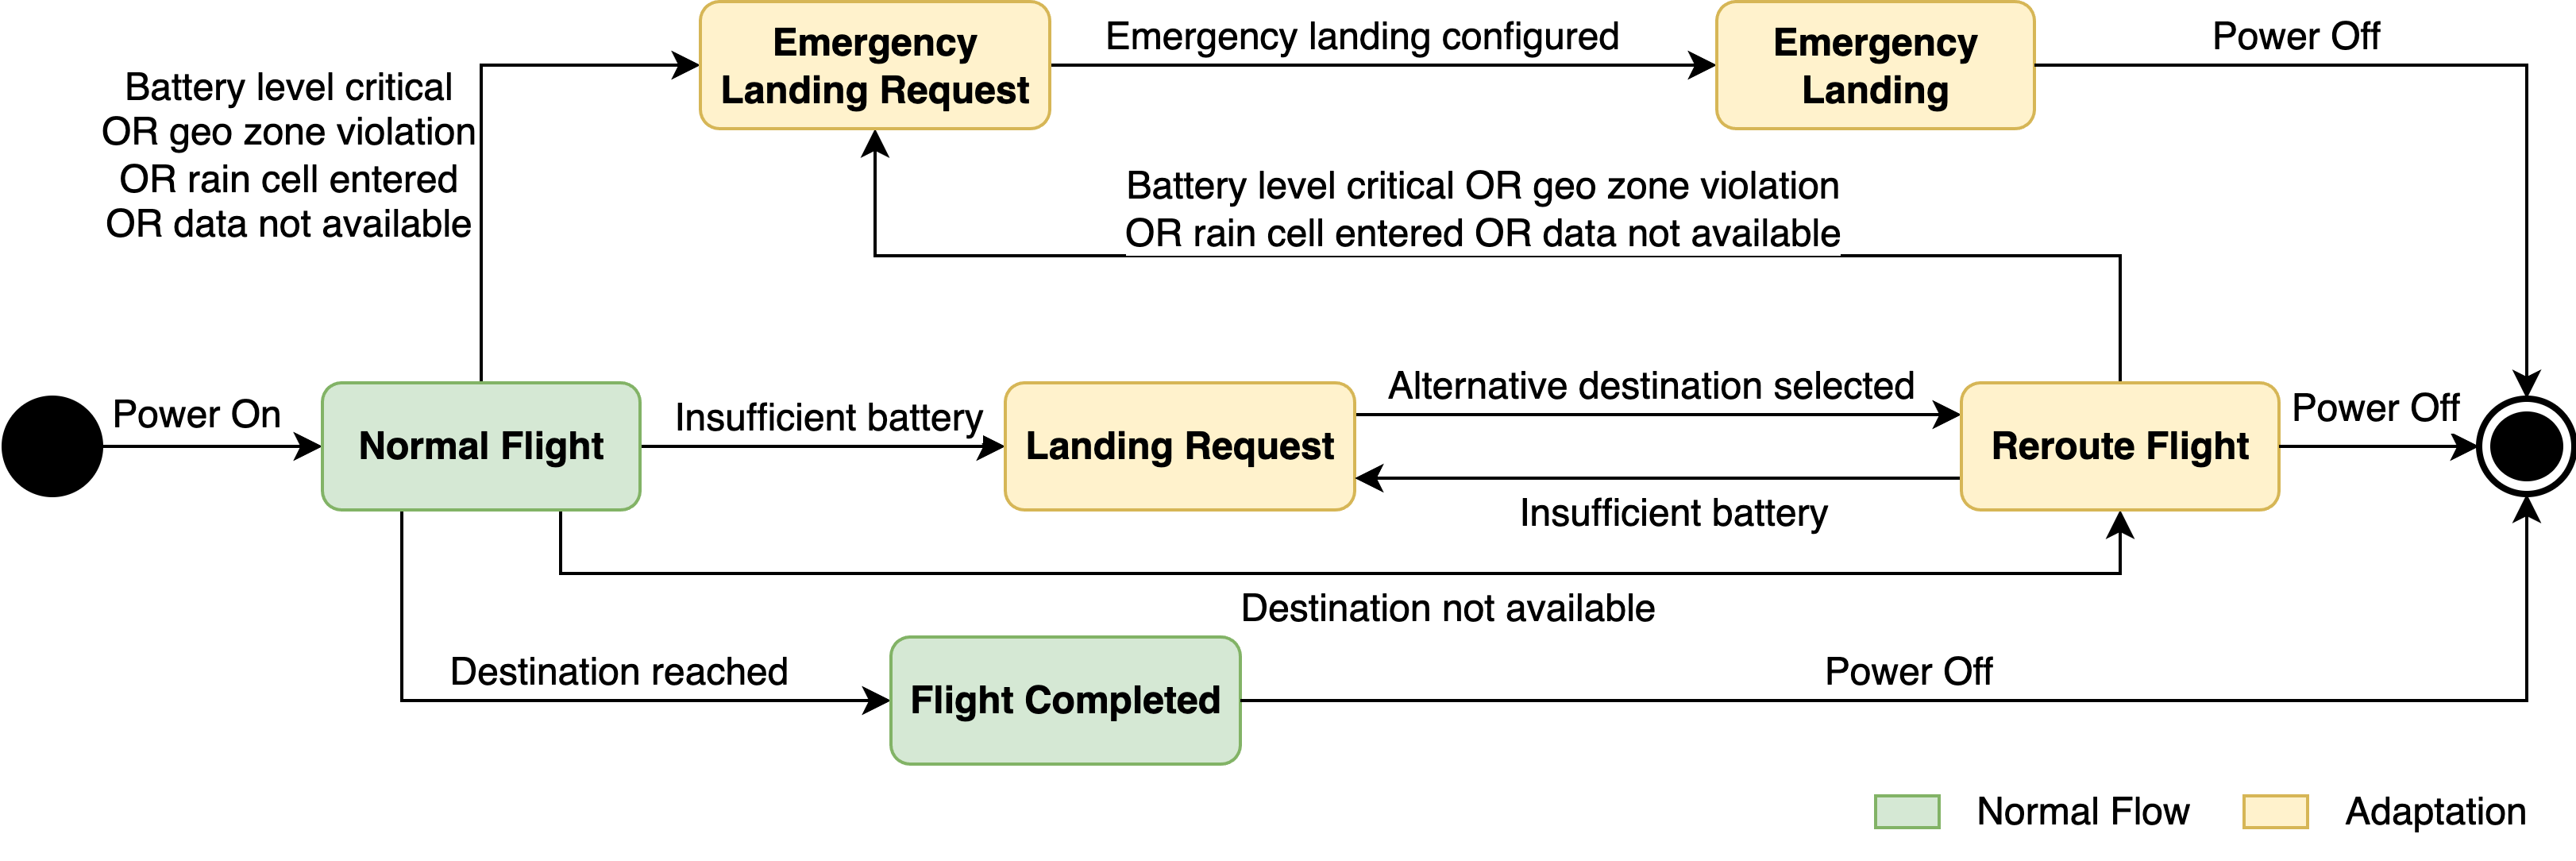 Emergency
Landing Request
Emergency landing configured
Emergency
Landing
Power Off
Battery level critical
OR geo zone violation
OR rain cell entered
OR data not available
Battery level critical OR geo zone violation
OR rain cell entered OR data not available
Power On
Normal Flight
Insufficient battery
Landing Request
Alternative destination selected
Insufficient battery
Reroute Flight
Power Off
Destination not available
Destination reached
Flight Completed
Power Off
Normal Flow
Adaptation